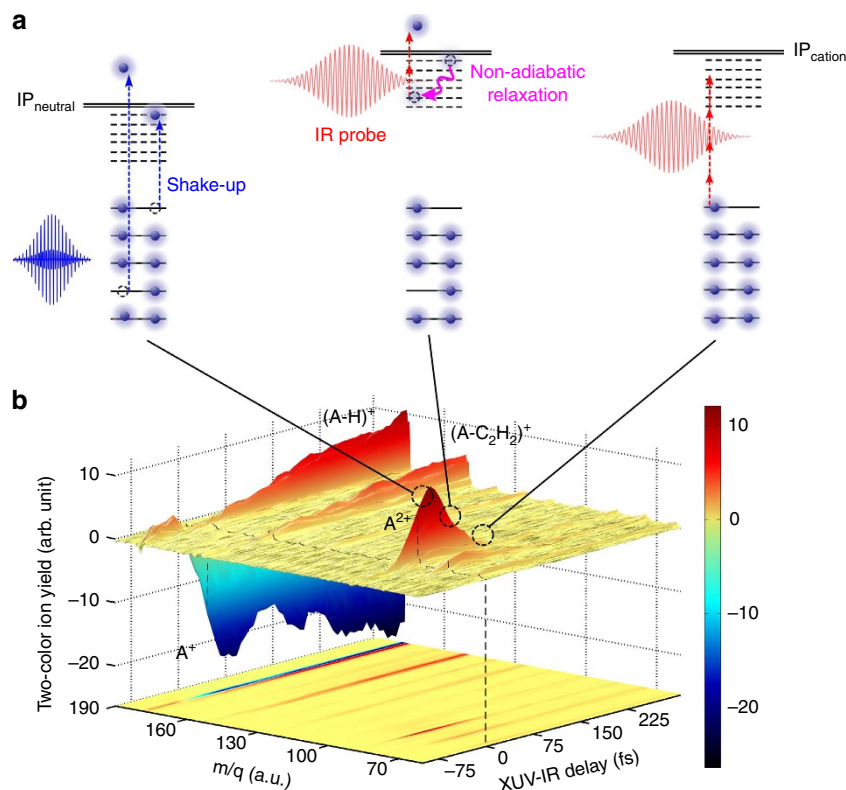 a
IP_neutral
Shake-up
IR probe
Non-adiabatic
relaxation
IP_cation
b
(A-H)⁺
(A-C₂H₂)⁺
A²⁺
A⁺
Two-color ion yield (arb. unit)
10
0
−10
−20
190
160
130
100
70
m/q (a.u.)
−75
0
75
150
225
XUV-IR delay (fs)
10
0
−10
−20